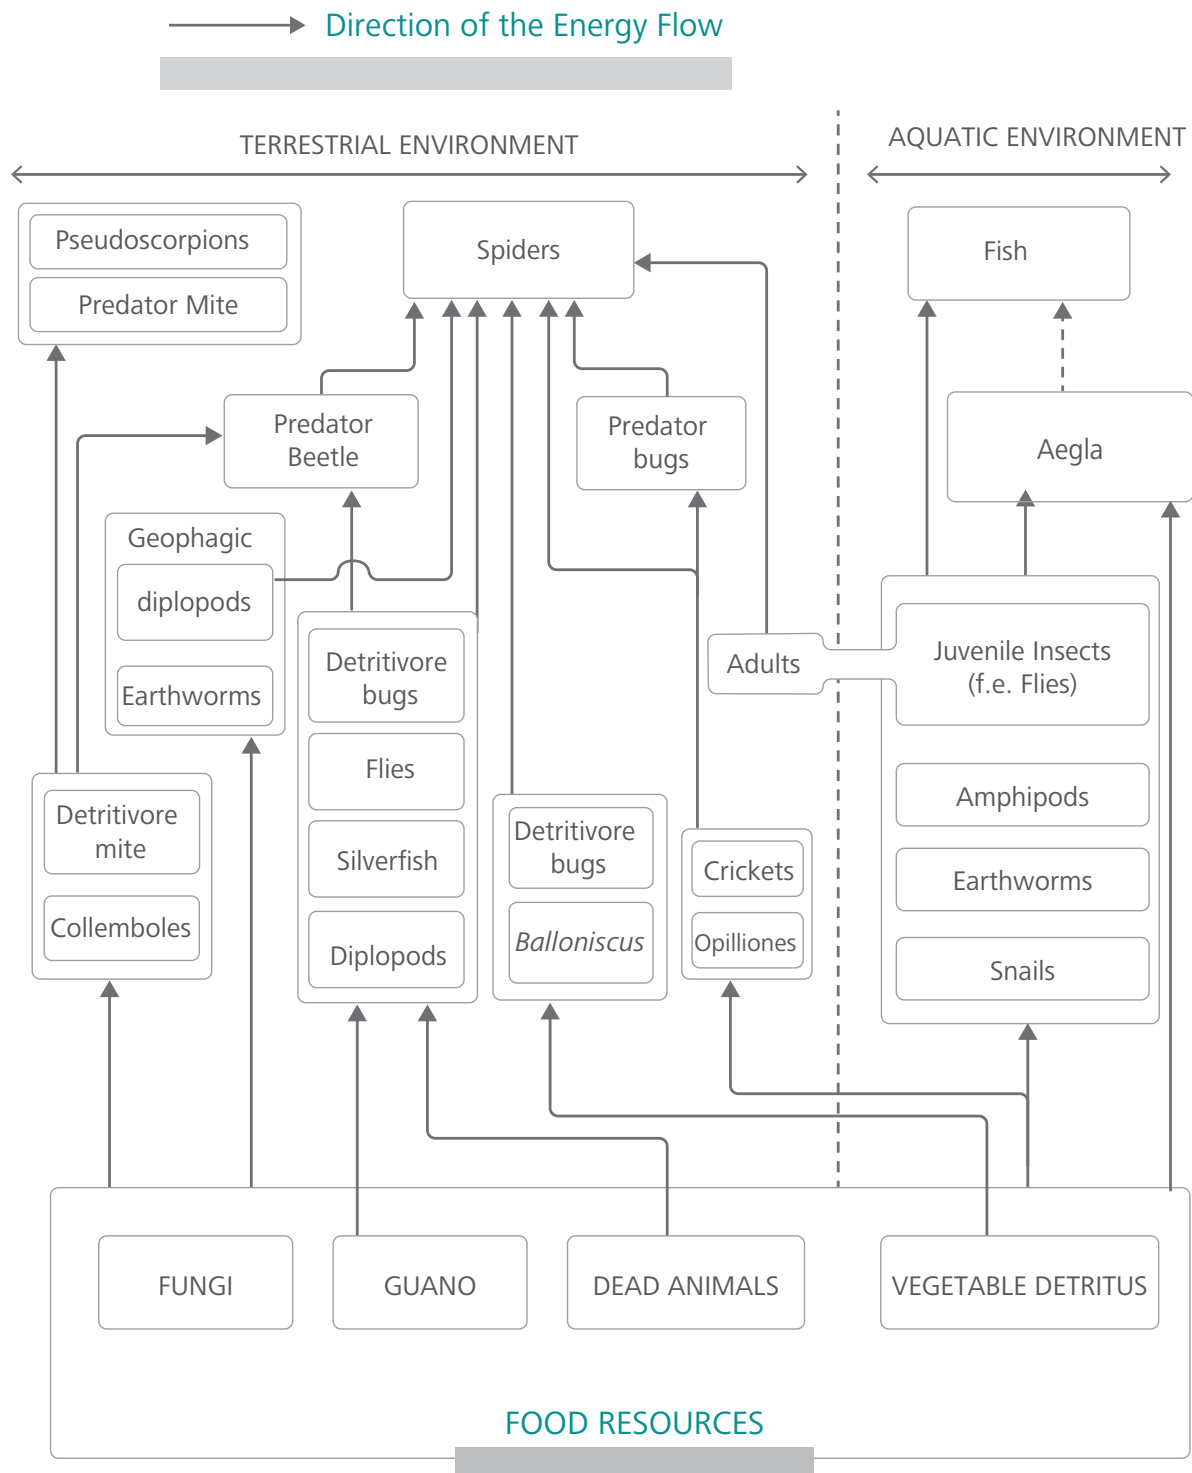 Direction of the Energy Flow
TERRESTRIAL ENVIRONMENT
AQUATIC ENVIRONMENT
Pseudoscorpions
Predator Mite
Spiders
Fish
Predator
Beetle
Predator
bugs
Aegla
Geophagic
diplopods
Earthworms
Detritivore
bugs
Flies
Silverfish
Diplopods
Adults
Juvenile Insects
(f.e. Flies)
Amphipods
Earthworms
Snails
Detritivore
mite
Collemboles
Detritivore
bugs
Balloniscus
Crickets
Opilliones
FUNGI
GUANO
DEAD ANIMALS
VEGETABLE DETRITUS
FOOD RESOURCES